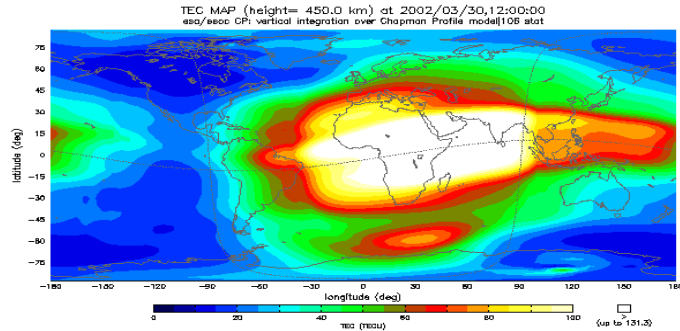 TEC MAP (height= 450.0 km) at 2002/03/30,12:00:00
esa/esoc CP: vertical integration over Chapman Profile model|106 stat
latitude (deg)
75
60
45
30
15
0
-15
-30
-45
-60
-75
-180 -150 -120 -90 -60 -30 0 30 60 90 120 150 180
longitude (deg)
0 20 40 60 80 100 >
TEC (TECU) (up to 131.3)